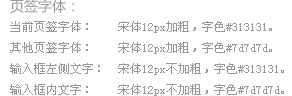 页签字体：
当前页签字体：	宋体12px加粗，字色#313131。
其他页签字体：	宋体12px加粗，字色#7d7d7d。
输入框左侧文字：	宋体12px不加粗，字色#313131。
输入框内文字：	宋体12px不加粗，字色#7d7d7d。